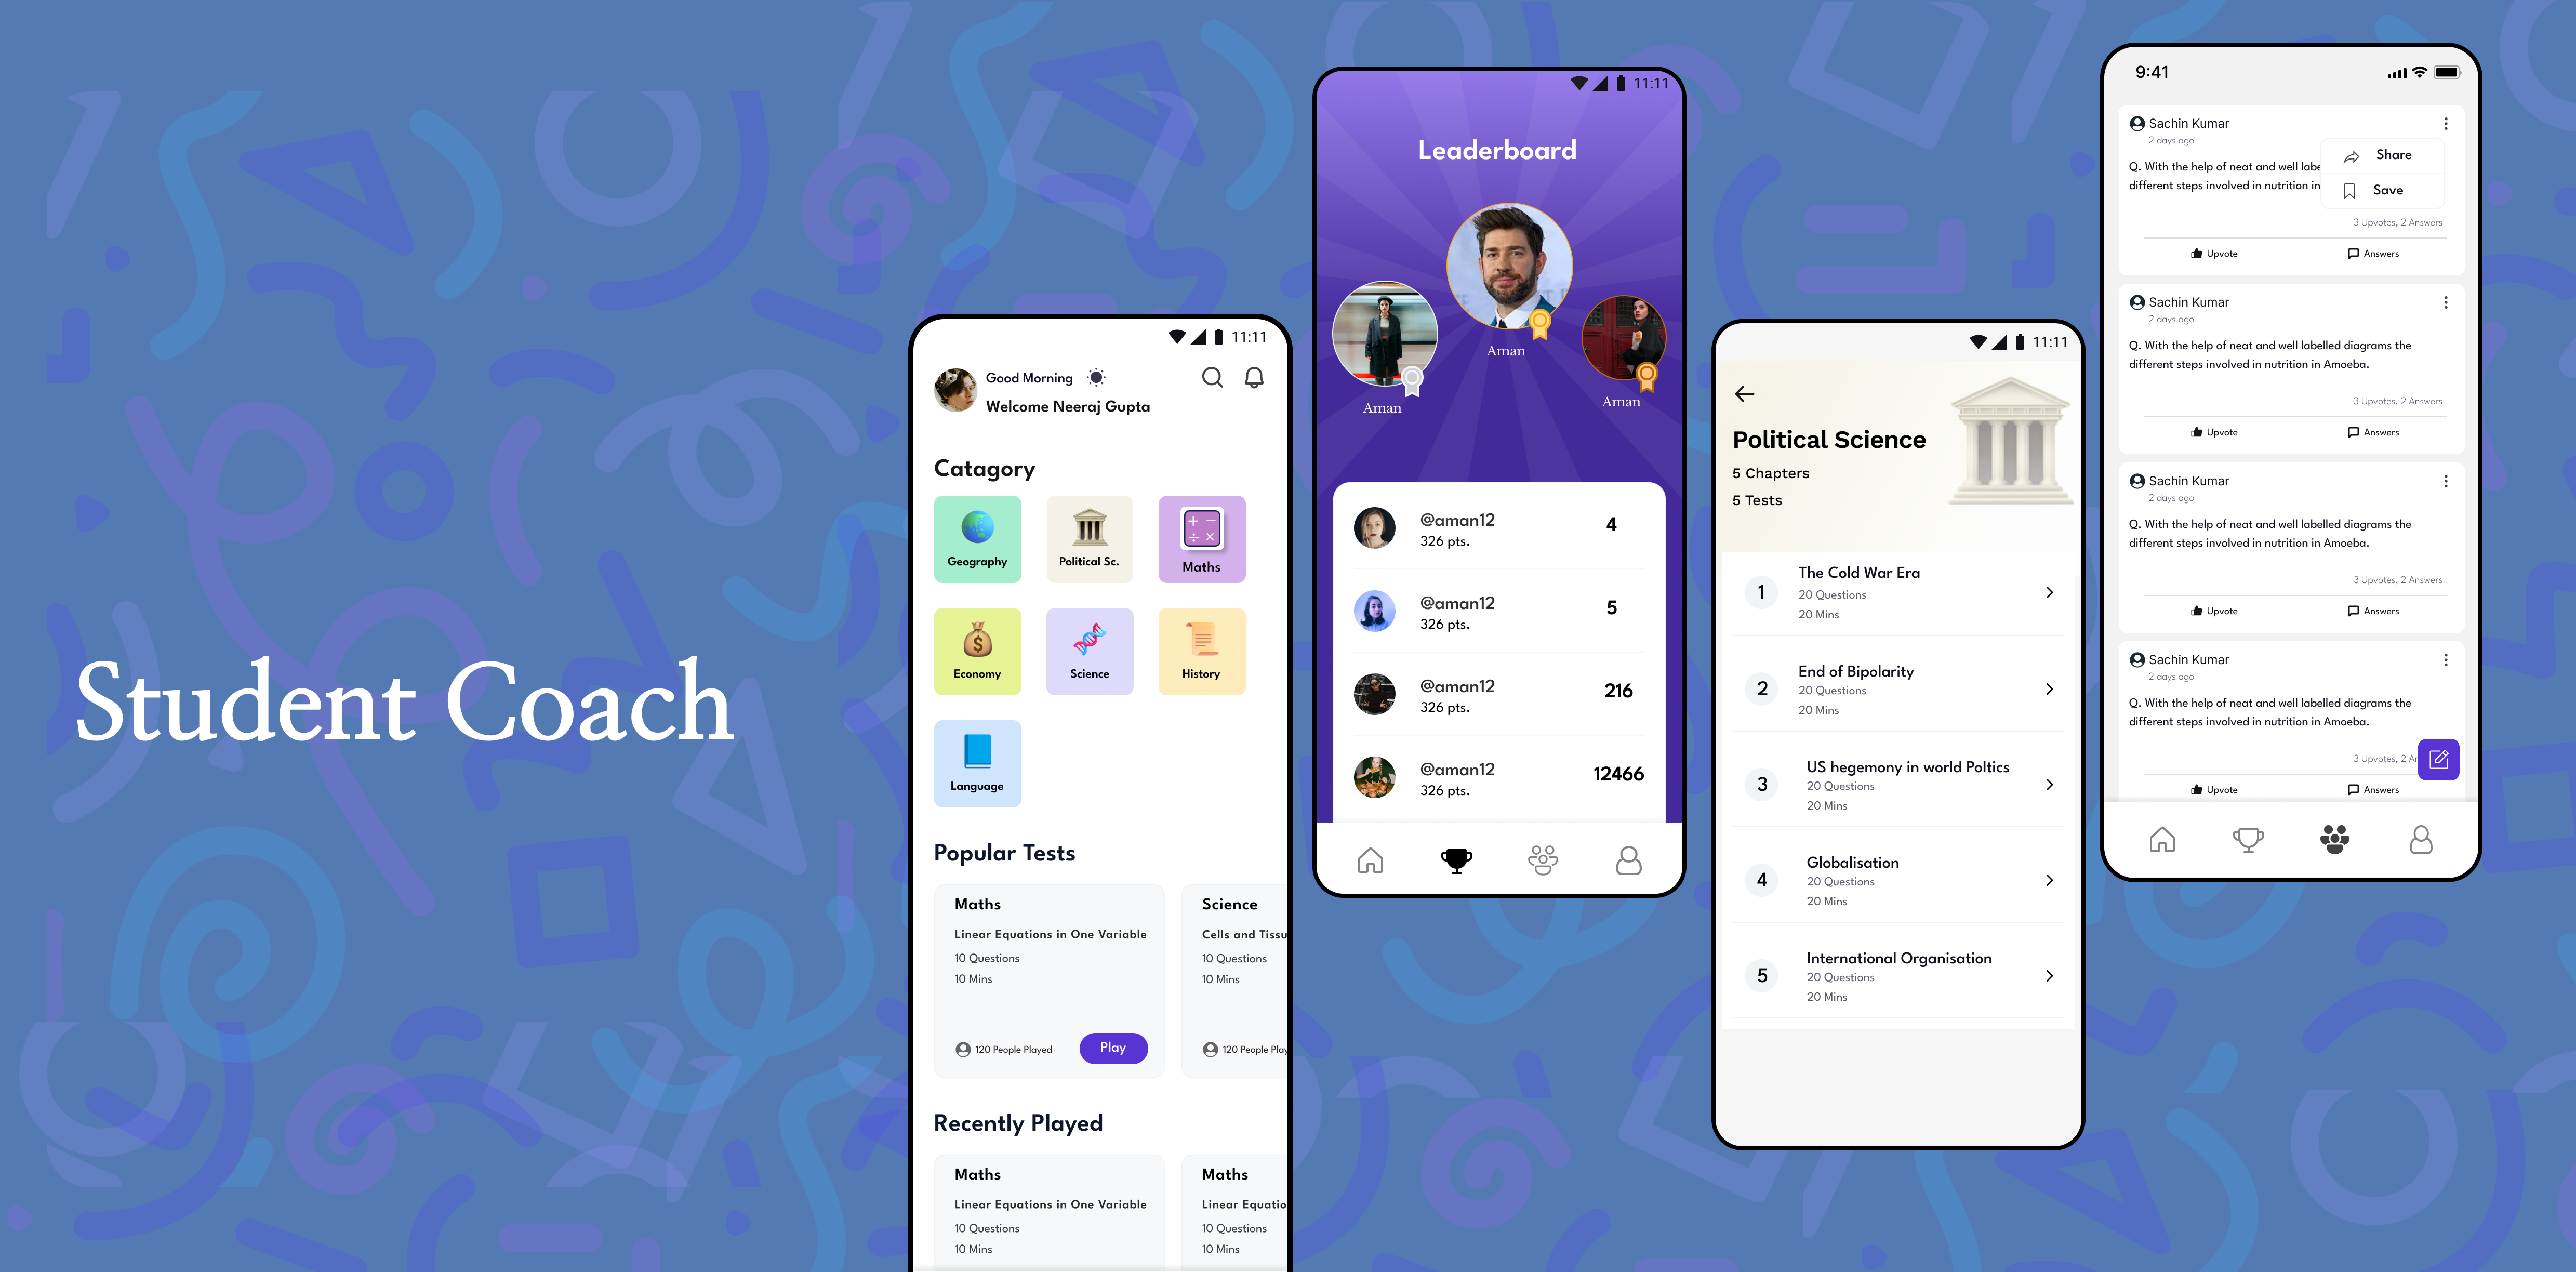 Student Coach
11:11
Good Morning
Welcome Neeraj Gupta
Catagory
Geography
Political Sc.
Maths
Economy
Science
History
Language
Popular Tests
Maths
Linear Equations in One Variable
10 Questions
10 Mins
120 People Played
Play
Science
Cells and Tissu
10 Questions
10 Mins
120 People Play
Recently Played
Maths
Linear Equations in One Variable
10 Questions
10 Mins
Maths
Linear Equatio
10 Questions
10 Mins
11:11
Leaderboard
Aman
Aman
Aman
@aman12
326 pts.
4
@aman12
326 pts.
5
@aman12
326 pts.
216
@aman12
326 pts.
12466
11:11
Political Science
5 Chapters
5 Tests
1
The Cold War Era
20 Questions
20 Mins
2
End of Bipolarity
20 Questions
20 Mins
3
US hegemony in world Poltics
20 Questions
20 Mins
4
Globalisation
20 Questions
20 Mins
5
International Organisation
20 Questions
20 Mins
9:41
Sachin Kumar
2 days ago
Share
Save
Q. With the help of neat and well labe
different steps involved in nutrition in
3 Upvotes, 2 Answers
Upvote
Answers
Sachin Kumar
2 days ago
Q. With the help of neat and well labelled diagrams the
different steps involved in nutrition in Amoeba.
3 Upvotes, 2 Answers
Upvote
Answers
Sachin Kumar
2 days ago
Q. With the help of neat and well labelled diagrams the
different steps involved in nutrition in Amoeba.
3 Upvotes, 2 Answers
Upvote
Answers
Sachin Kumar
2 days ago
Q. With the help of neat and well labelled diagrams the
different steps involved in nutrition in Amoeba.
3 Upvotes, 2 Ar
Upvote
Answers